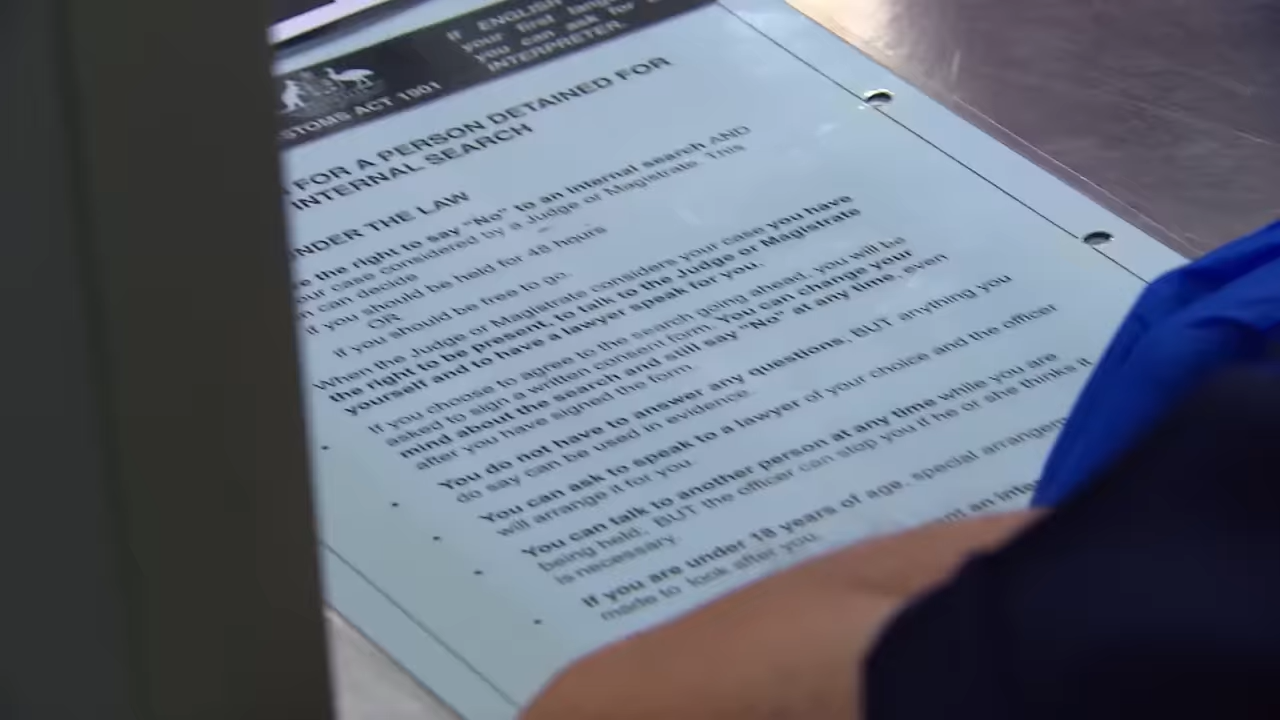 If ENGLISH
your first
you can ask for
INTERPRETER.
STOMS ACT 1901
FOR A PERSON DETAINED FOR
INTERNAL SEARCH
NDER THE LAW
e the right to say "No" to an internal search AND
ur case considered by a Judge or Magistrate. This
n can decide
if you should be held for 48 hours
OR
If you should be free to go.
When the Judge or Magistrate considers your case you have
the right to be present, to talk to the Judge or Magistrate
yourself and to have a lawyer speak for you.
If you choose to agree to the search going ahead, you will be
asked to sign a written consent form. You can change your
mind about the search and still say "No" at any time, even
after you have signed the form.
You do not have to answer any questions, BUT anything you
do say can be used in evidence.
You can ask to speak to a lawyer of your choice and the officer
will arrange it for you.
You can talk to another person at any time while you are
being held, BUT the officer can stop you if he or she thinks it
is necessary.
If you are under 18 years of age, special arrangem
made to look after you.